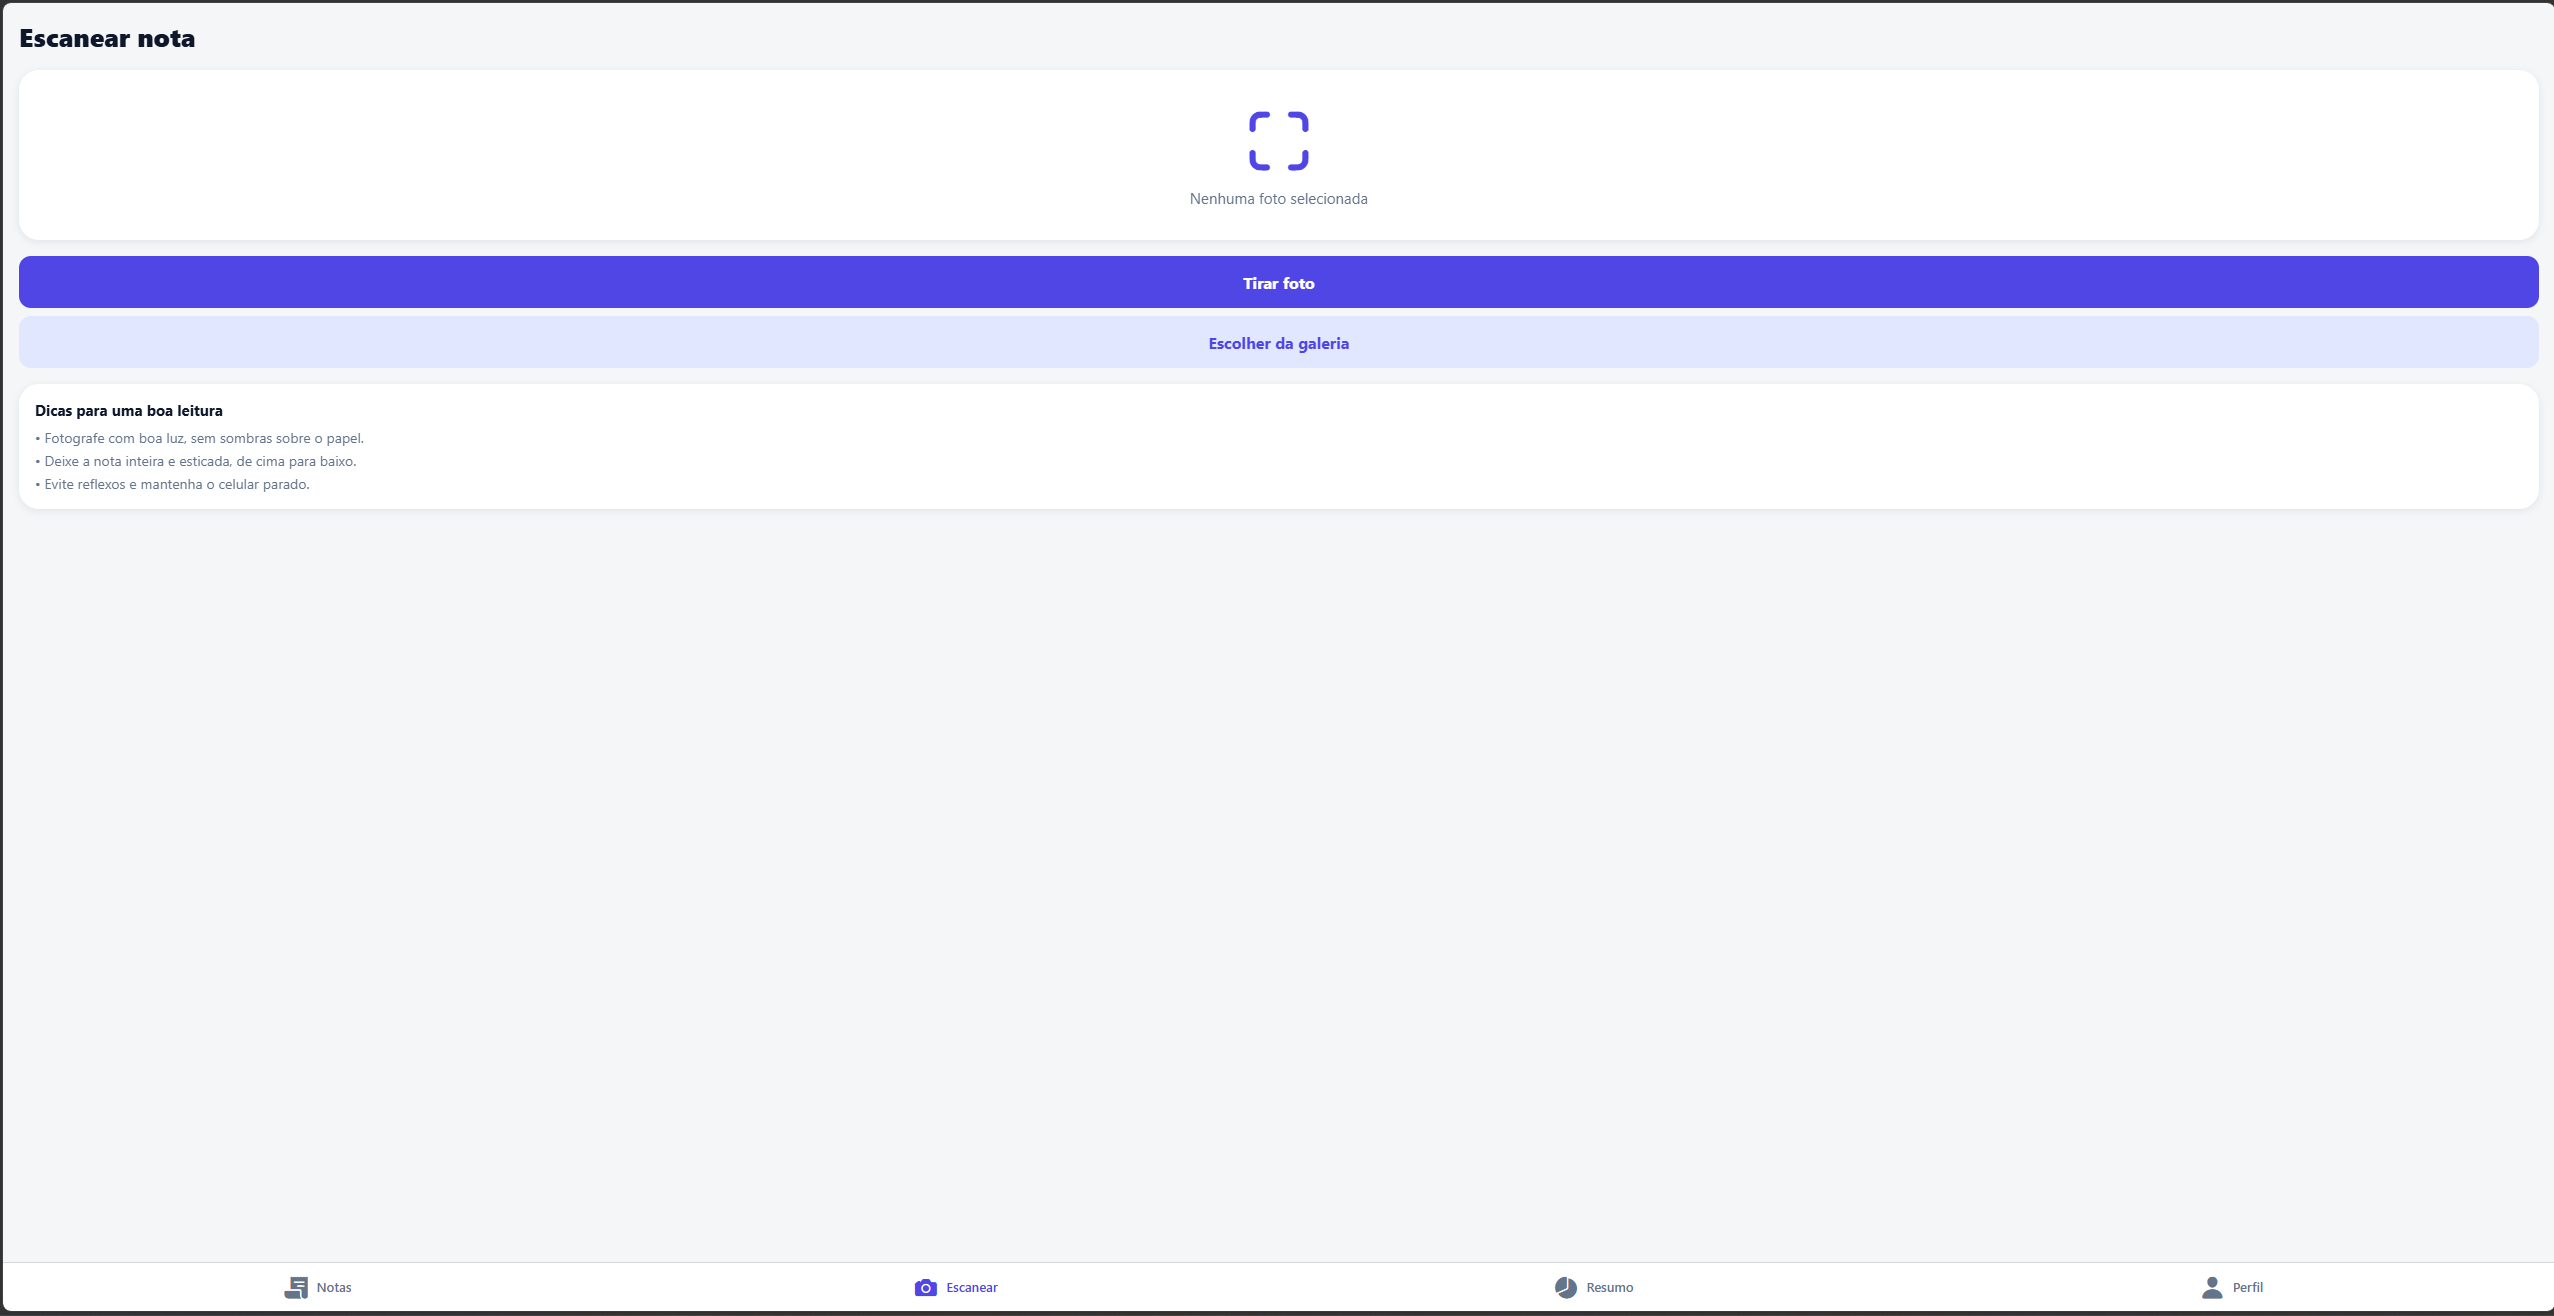 Escanear nota
Nenhuma foto selecionada
Tirar foto
Escolher da galeria
Dicas para uma boa leitura
• Fotografe com boa luz, sem sombras sobre o papel.
• Deixe a nota inteira e esticada, de cima para baixo.
• Evite reflexos e mantenha o celular parado.
Notas
Escanear
Resumo
Perfil